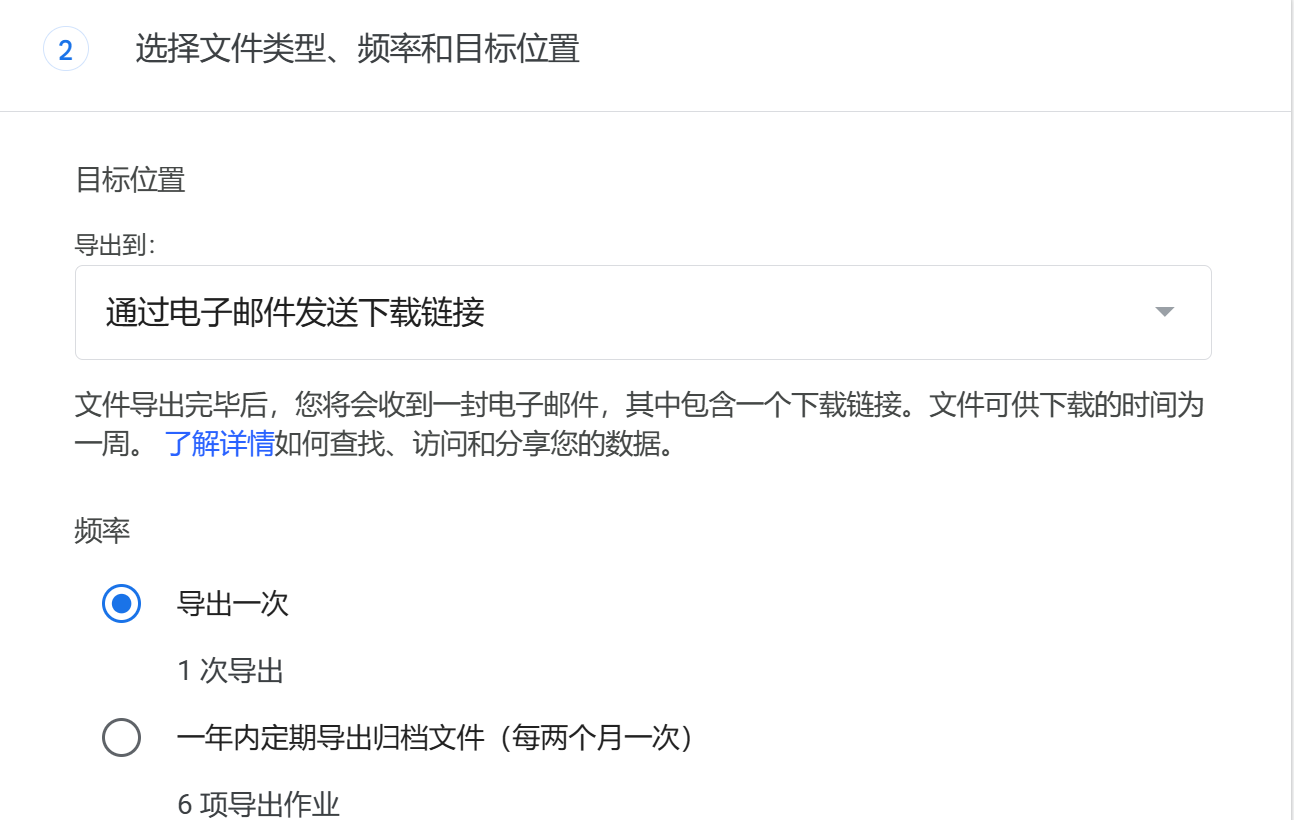 2
选择文件类型、频率和目标位置
目标位置
导出到：
通过电子邮件发送下载链接
文件导出完毕后，您将会收到一封电子邮件，其中包含一个下载链接。文件可供下载的时间为
一周。 了解详情如何查找、访问和分享您的数据。
频率
导出一次
1 次导出
一年内定期导出归档文件（每两个月一次）
6 项导出作业